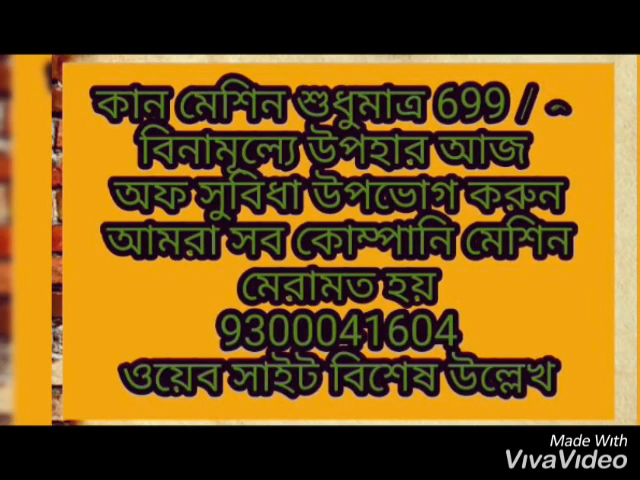 কান মেশিন শুধুমাত্র 699 / ৹
বিনামূল্যে উপহার আজ
অফ সুবিধা উপভোগ করুন
আমরা সব কোম্পানি মেশিন
মেরামত হয়
9300041604
ওয়েব সাইট বিশেষ উল্লেখ
Made With
VivaVideo